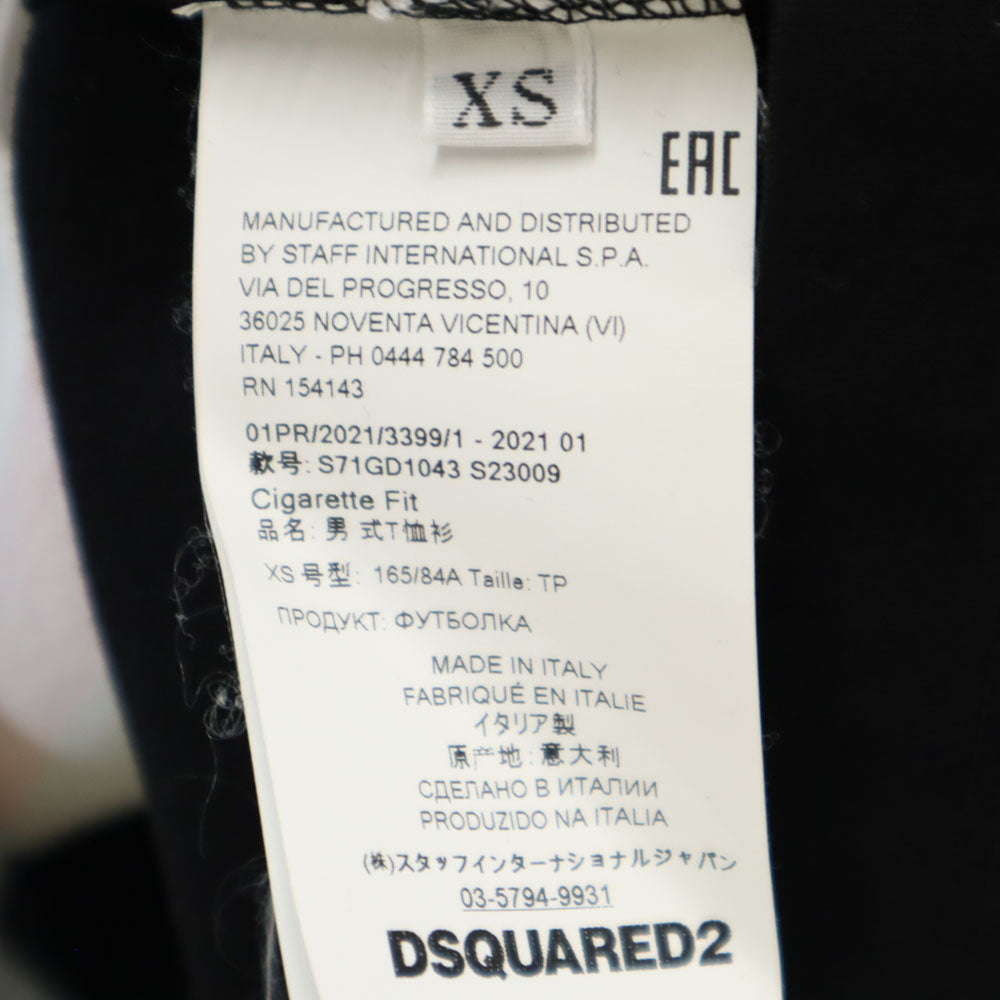 XS
EAC
MANUFACTURED AND DISTRIBUTED
BY STAFF INTERNATIONAL S.P.A.
VIA DEL PROGRESSO, 10
36025 NOVENTA VICENTINA (VI)
ITALY - PH 0444 784 500
RN 154143
01PR/2021/3399/1 - 2021 01
款号: S71GD1043 S23009
Cigarette Fit
品名: 男 式T恤衫
XS 号型: 165/84A Taille: TP
ПРОДУКТ: ФУТБОЛКА
MADE IN ITALY
FABRIQUÉ EN ITALIE
イタリア製
原产地: 意大利
СДЕЛАНО В ИТАЛИИ
PRODUZIDO NA ITALIA
(株)スタッフインターナショナルジャパン
03-5794-9931
DSQUARED2